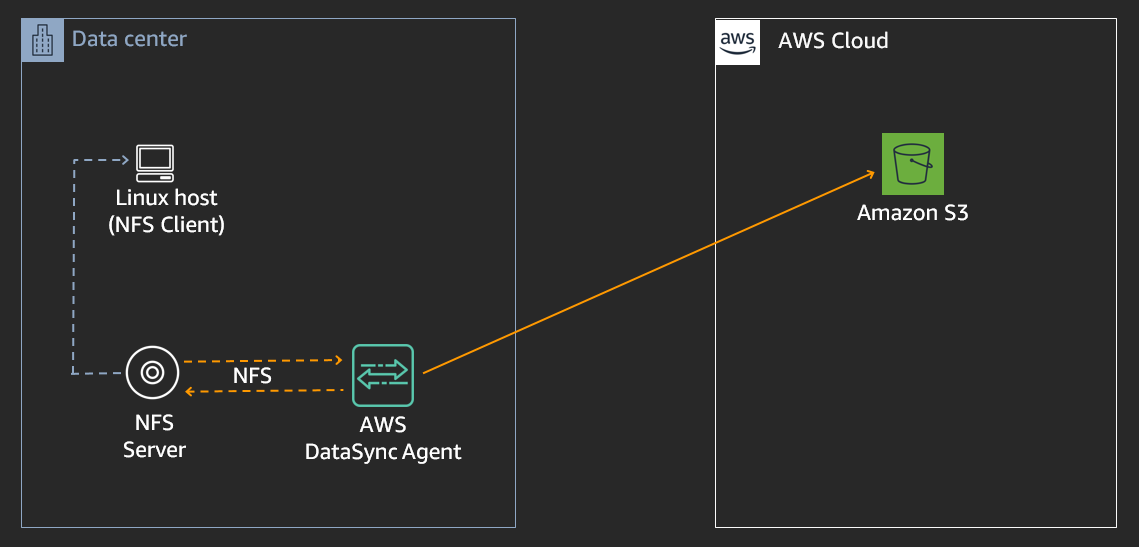 Data center
aws
AWS Cloud
Linux host
(NFS Client)
Amazon S3
NFS
NFS
Server
AWS
DataSync Agent